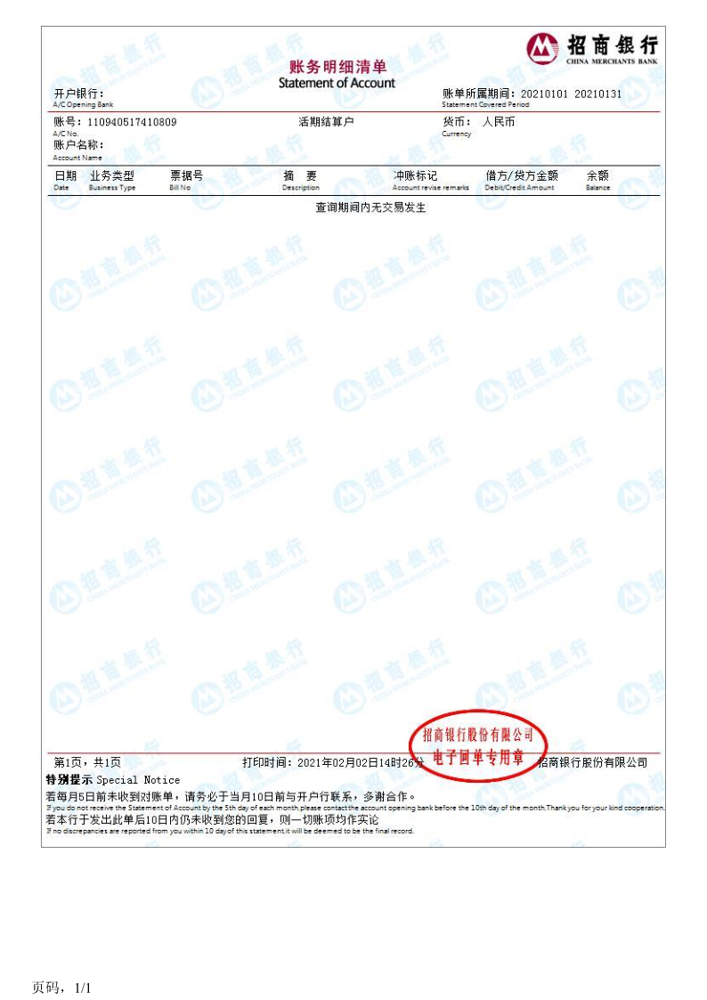 招商银行
CHINA MERCHANTS BANK
账务明细清单
Statement of Account
开户银行：
A/C Opening Bank
账单所属期间：20210101 20210131
Statement Covered Period
账号：110940517410809 活期结算户 货币： 人民币
A/C No. Currency
账户名称：
Account Name
日期 业务类型 票据号 摘 要 冲账标记 借方/贷方金额 余额
Date Business Type Bill No Description Account revise remarks Debit/Credit Amount Balance
查询期间内无交易发生
招商银行股份有限公司
电子回单专用章
第1页，共1页 打印时间：2021年02月02日14时26分 招商银行股份有限公司
特别提示 Special Notice
若每月5日前未收到对账单，请务必于当月10日前与开户行联系，多谢合作。
If you do not receive the Statement of Account by the 5th day of each month,please contact the account opening bank before the 10th day of the month,Thank you for your kind cooperation.
若本行于发出此单后10日内仍未收到您的回复，则一切账项均作实论
If no discrepancies are reported from you within 10 day of this statement,it will be deemed to be the final record.
页码，1/1